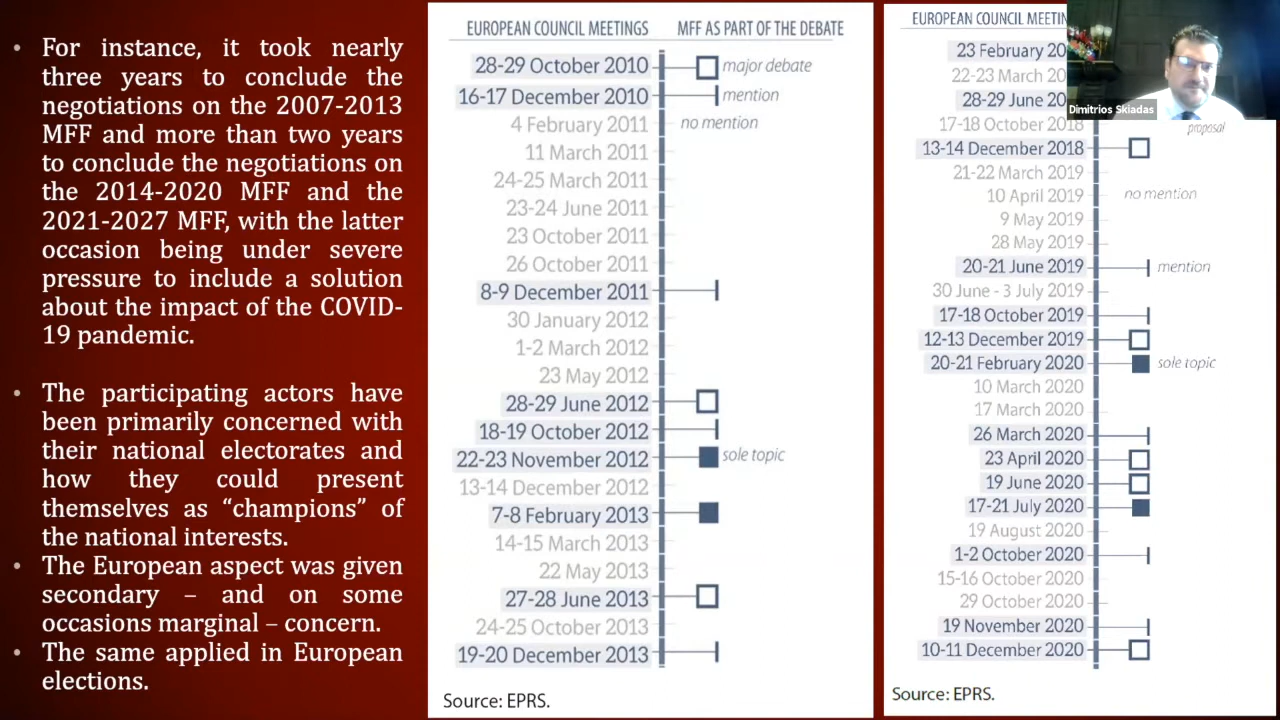 • For instance, it took nearly
three years to conclude the
negotiations on the 2007-2013
MFF and more than two years
to conclude the negotiations on
the 2014-2020 MFF and the
2021-2027 MFF, with the latter
occasion being under severe
pressure to include a solution
about the impact of the COVID-
19 pandemic.
• The participating actors have
been primarily concerned with
their national electorates and
how they could present
themselves as “champions” of
the national interests.
• The European aspect was given
secondary – and on some
occasions marginal – concern.
• The same applied in European
elections.
EUROPEAN COUNCIL MEETINGS MFF AS PART OF THE DEBATE
28-29 October 2010 major debate
16-17 December 2010 mention
4 February 2011 no mention
11 March 2011
24-25 March 2011
23-24 June 2011
23 October 2011
26 October 2011
8-9 December 2011
30 January 2012
1-2 March 2012
23 May 2012
28-29 June 2012
18-19 October 2012
22-23 November 2012 sole topic
13-14 December 2012
7-8 February 2013
14-15 March 2013
22 May 2013
27-28 June 2013
24-25 October 2013
19-20 December 2013
Source: EPRS.
EUROPEAN COUNCIL MEETIN
23 February 20
22-23 March 20
28-29 June 20
Dimitrios Skiadas
17-18 October 2018 proposal
13-14 December 2018
21-22 March 2019
10 April 2019 no mention
9 May 2019
28 May 2019
20-21 June 2019 mention
30 June - 3 July 2019
17-18 October 2019
12-13 December 2019
20-21 February 2020 sole topic
10 March 2020
17 March 2020
26 March 2020
23 April 2020
19 June 2020
17-21 July 2020
19 August 2020
1-2 October 2020
15-16 October 2020
29 October 2020
19 November 2020
10-11 December 2020
Source: EPRS.